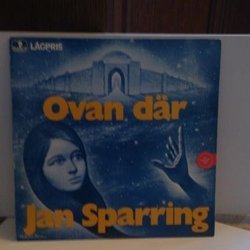 LÅGPRIS
Ovan där
Jan Sparring